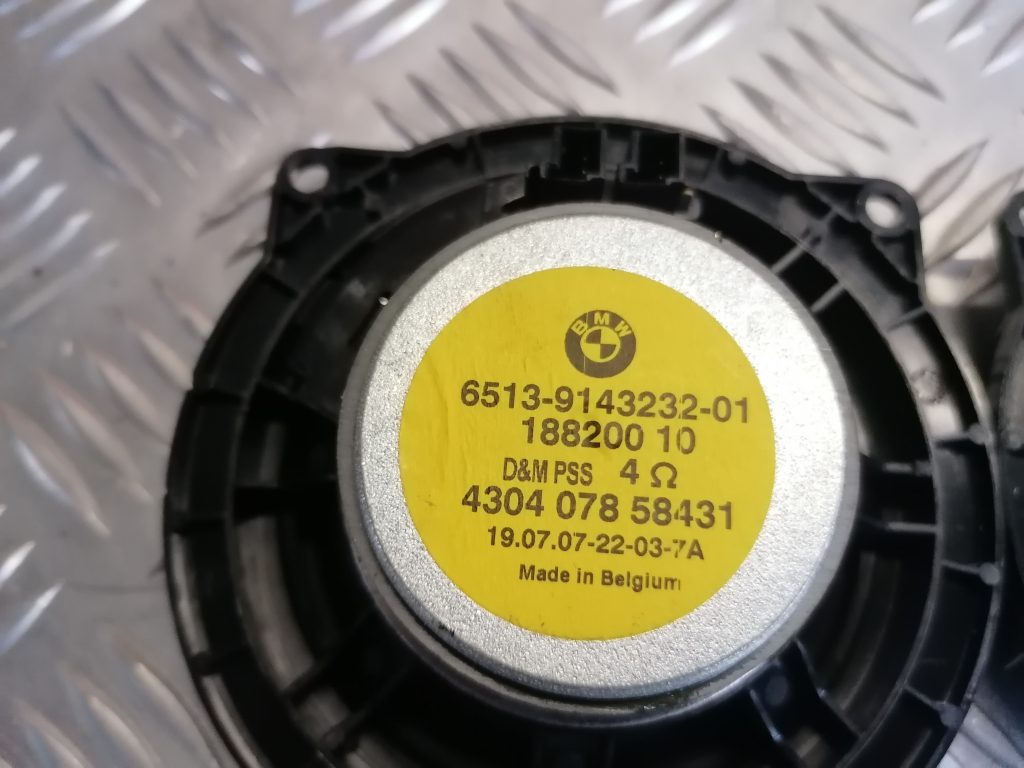 BMW
6513-9143232-01
188200 10
D&M PSS 4 Ω
4304 078 58431
19.07.07-22-03-7A
Made in Belgium